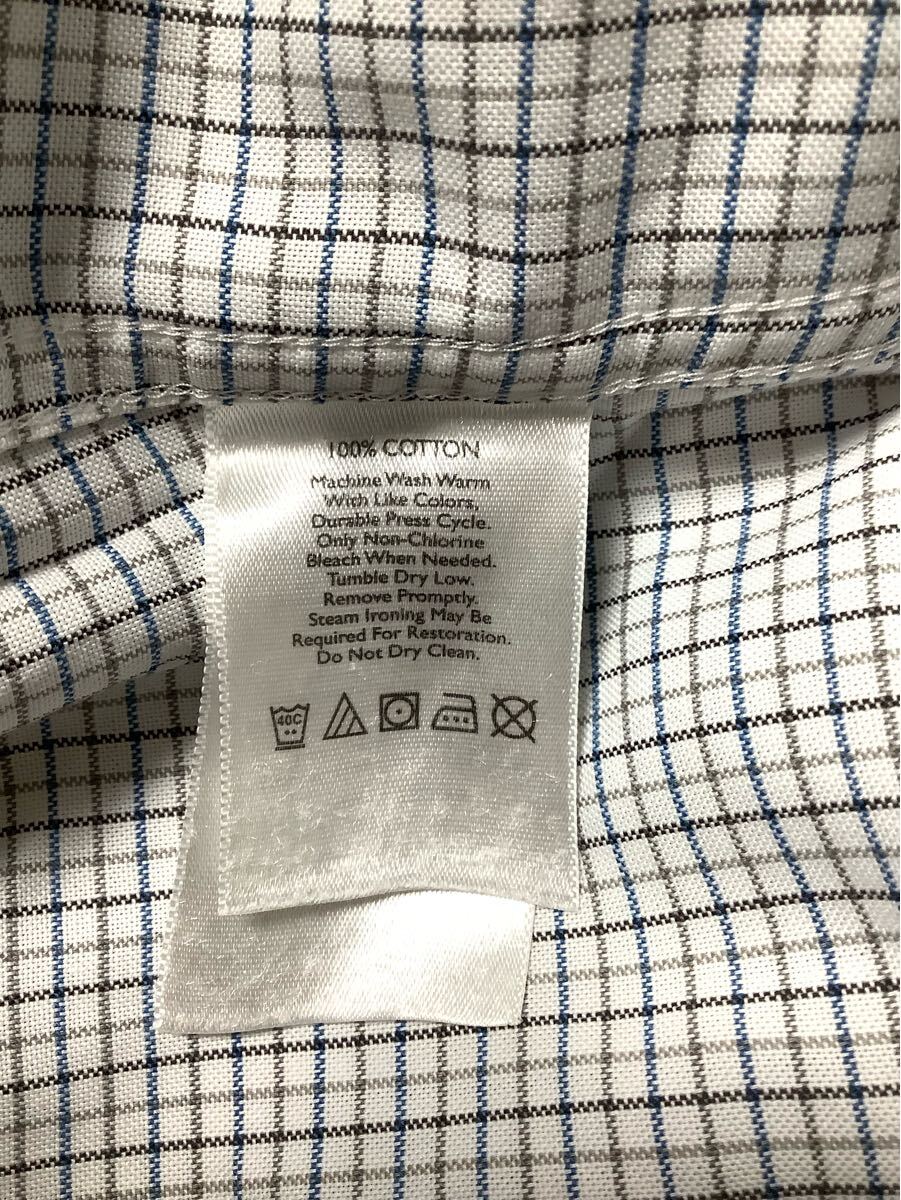 100% COTTON
Machine Wash Warm
With Like Colors,
Durable Press Cycle.
Only Non-Chlorine
Bleach When Needed.
Tumble Dry Low.
Remove Promptly.
Steam Ironing May Be
Required For Restoration.
Do Not Dry Clean.
40C